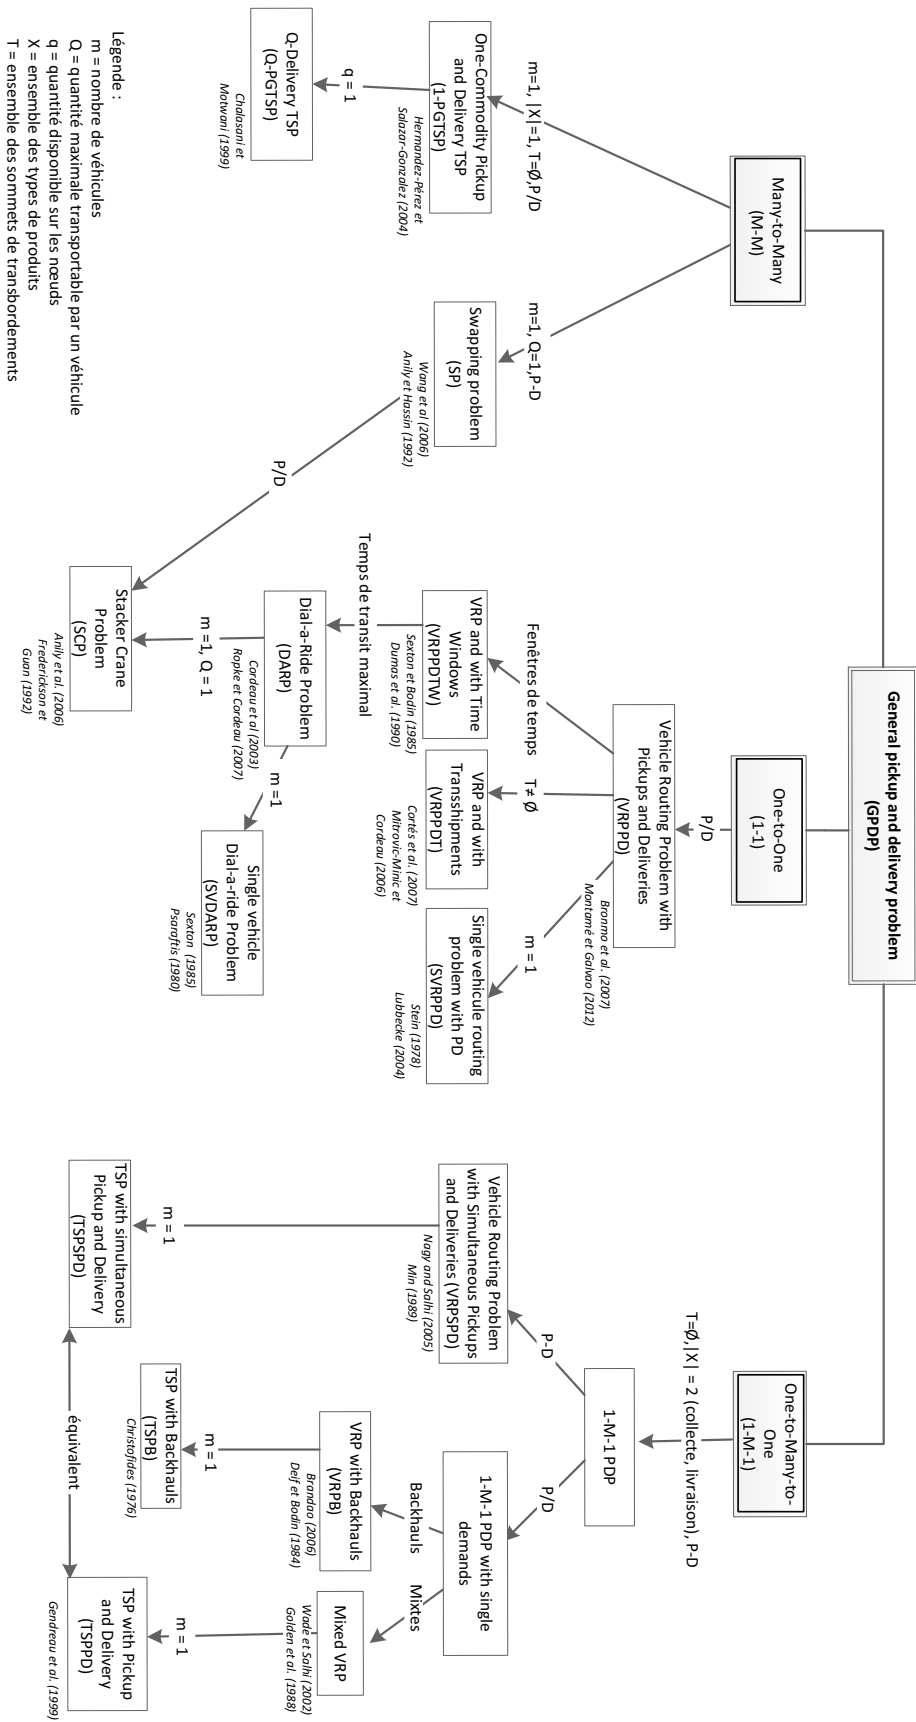 General pickup and delivery problem
(GPDP)
Many-to-Many
(M-M)
One-to-One
(1-1)
One-to-Many-to-
One
(1-M-1)
m=1, |X|=1, T=Ø,P/D
m=1, Q=1,P-D
P/D
T=Ø,|X| = 2 (collecte, livraison), P-D
One-Commodity Pickup
and Delivery TSP
(1-PGTSP)
Hermandez-Pérez et
Salazar-Gonzalez (2004)
q = 1
Q-Delivery TSP
(Q-PGTSP)
Chalasani et
Motwani (1999)
Swapping problem
(SP)
Wang et al (2006)
Anily et Hassin (1992)
P/D
Vehicle Routing Problem with
Pickups and Deliveries
(VRPPD)
Bronmo et al. (2007)
Montamé et Galvao (2012)
Fenêtres de temps
T≠ Ø
m = 1
VRP and with Time
Windows
(VRPPDTW)
Sexton et Bodin (1985)
Dumas et al. (1990)
VRP and with
Transshipments
(VRPPDT)
Cortés et al. (2007)
Mitrovic-Minic et
Cordeau (2006)
Single vehicule routing
problem with PD
(SVRPPD)
Stein (1978)
Lubbecke (2004)
Temps de transit maximal
Dial-a-Ride Problem
(DARP)
Cordeau et al (2003)
Ropke et Cordeau (2007)
m =1, Q = 1
m =1
Stacker Crane
Problem
(SCP)
Anily et al. (2006)
Frederickson et
Guan (1992)
Single vehicle
Dial-a-ride Problem
(SVDARP)
Sexton (1985)
Psaraftis (1980)
1-M-1 PDP
P-D
P/D
Vehicle Routing Problem
with Simultaneous Pickups
and Deliveries (VRPSPD)
Nagy and Salhi (2005)
Min (1989)
1-M-1 PDP with single
demands
Backhauls
Mixtes
VRP with Backhauls
(VRPB)
Brandao (2006)
Deif et Bodin (1984)
Mixed VRP
Wade et Salhi (2002)
Golden et al. (1988)
m = 1
m = 1
m = 1
TSP with simultaneous
Pickup and Delivery
(TSPSPD)
TSP with Backhauls
(TSPB)
Christofides (1976)
TSP with Pickup
and Delivery
(TSPPD)
Gendreau et al. (1999)
équivalent
Légende :
m = nombre de véhicules
Q = quantité maximale transportable par un véhicule
q = quantité disponible sur les nœuds
X = ensemble des types de produits
T = ensemble des sommets de transbordements